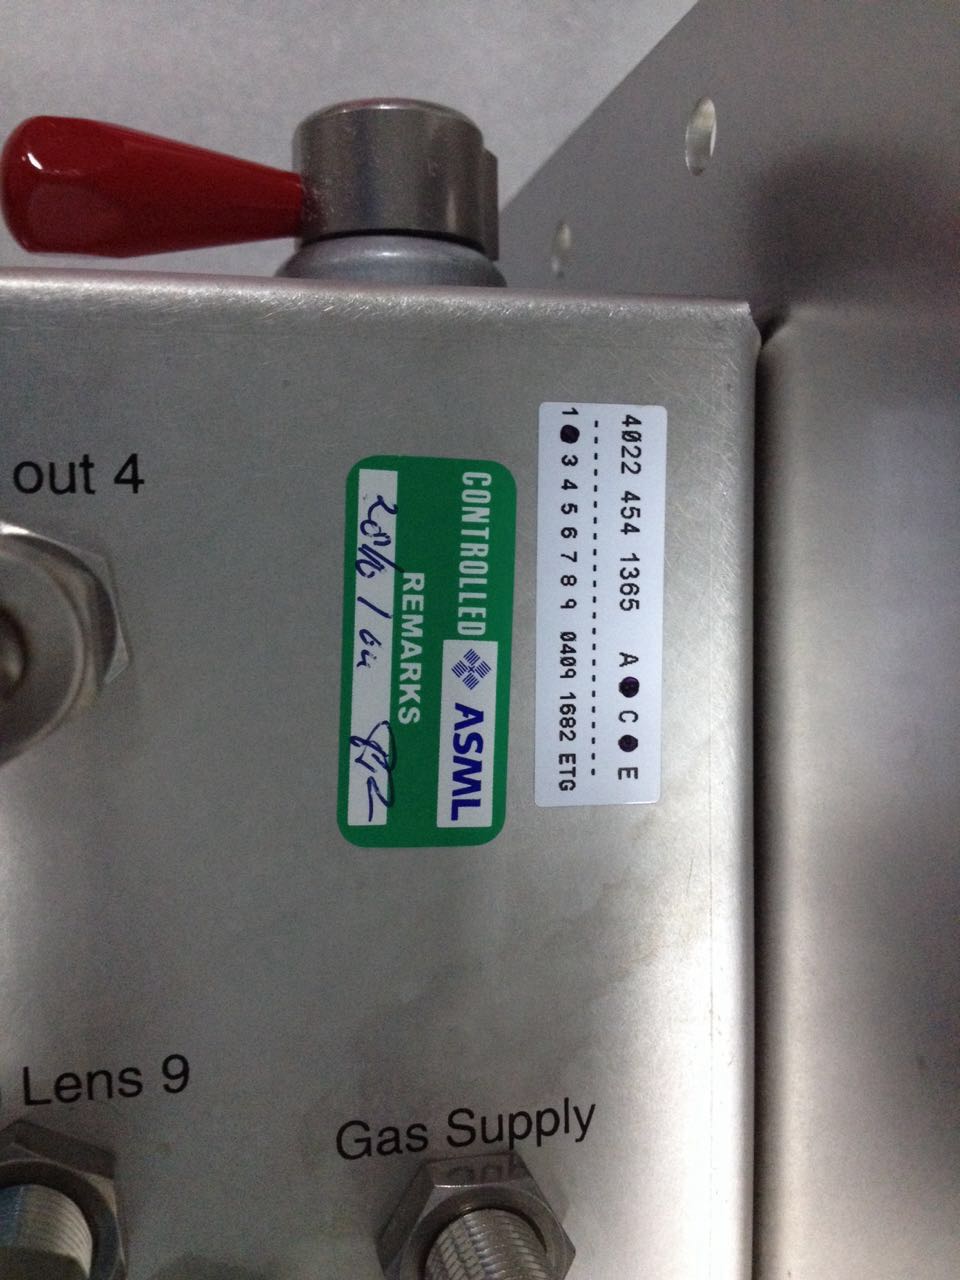 out 4
4022 454 1365 A ● C ● E
--------------------------
1 ● 3 4 5 6 7 8 9 0409 1682 ETG
CONTROLLED ASML
REMARKS
Lens 9
Gas Supply